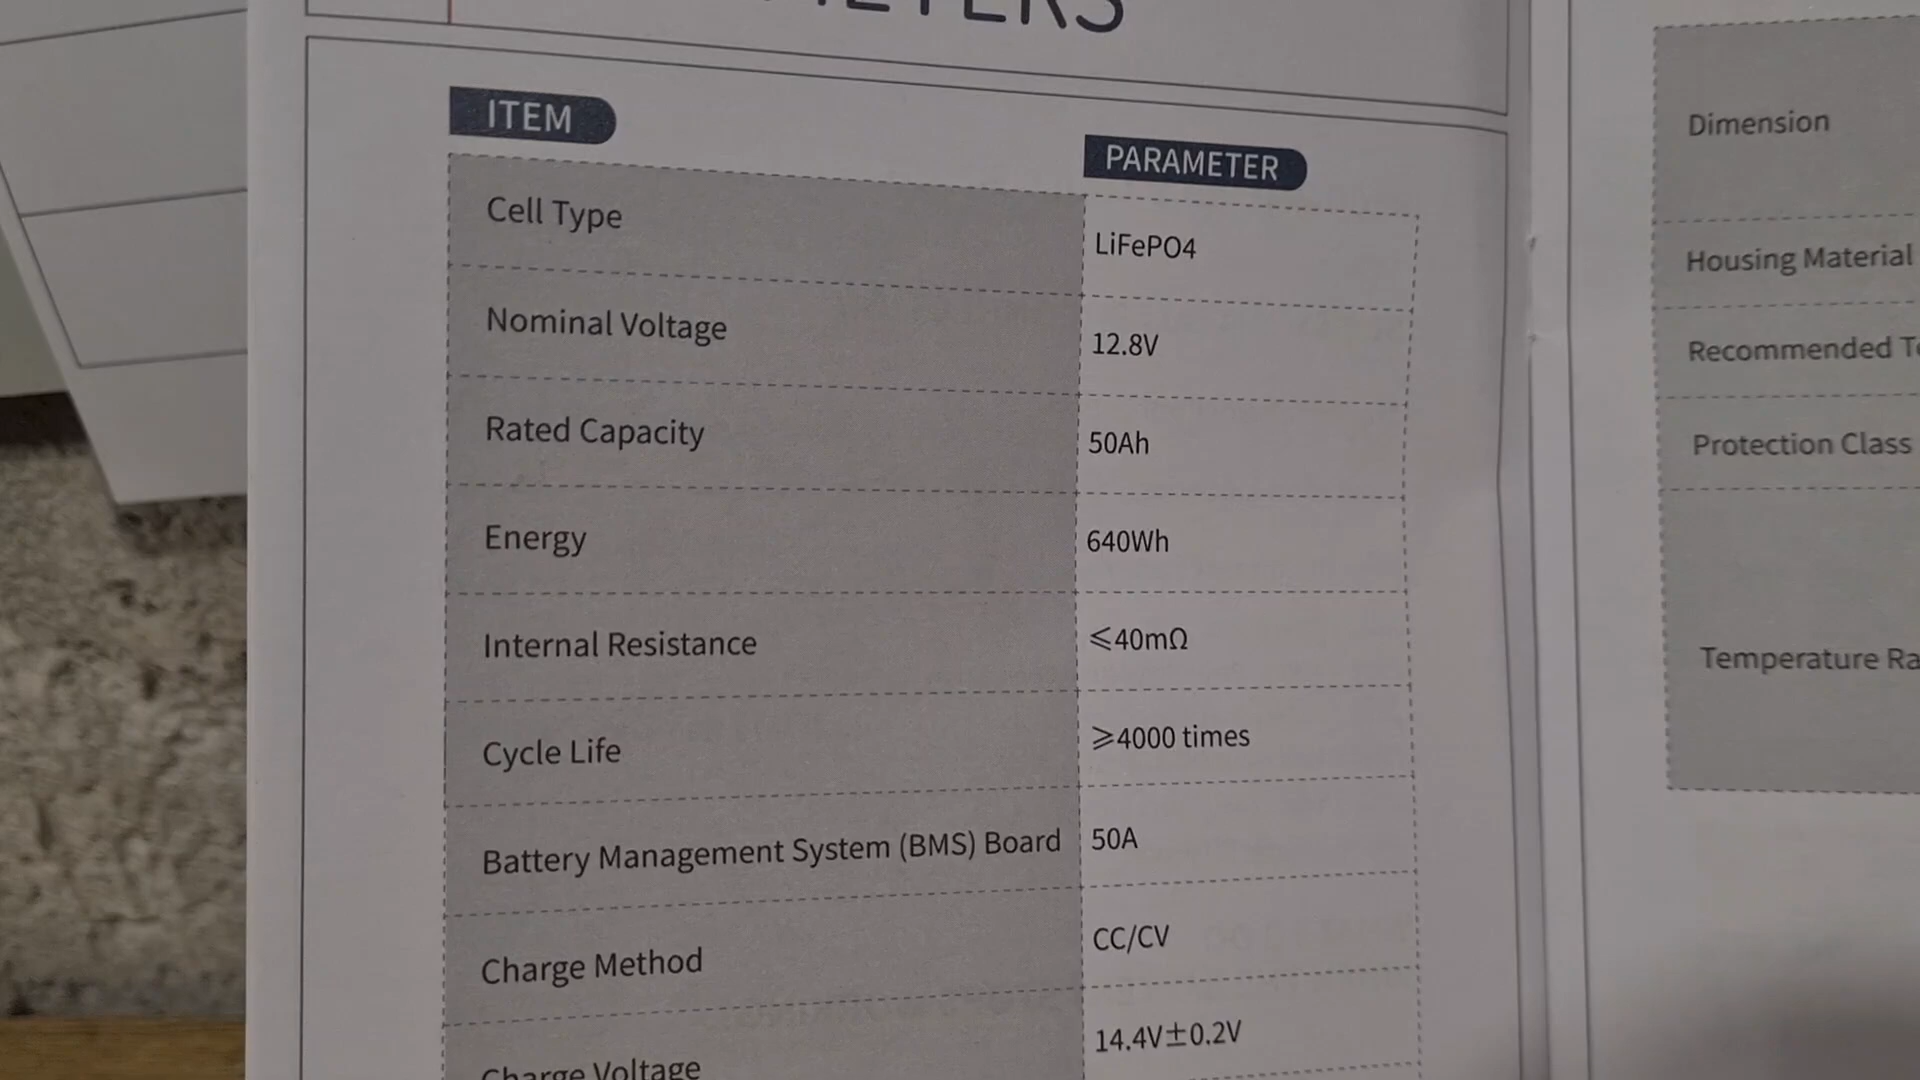 ITEM
PARAMETER
Cell Type
LiFePO4
Nominal Voltage
12.8V
Rated Capacity
50Ah
Energy
640Wh
Internal Resistance
≤40mΩ
Cycle Life
≥4000 times
Battery Management System (BMS) Board
50A
Charge Method
CC/CV
Charge Voltage
14.4V±0.2V
Dimension
Housing Material
Recommended
Protection Class
Temperature